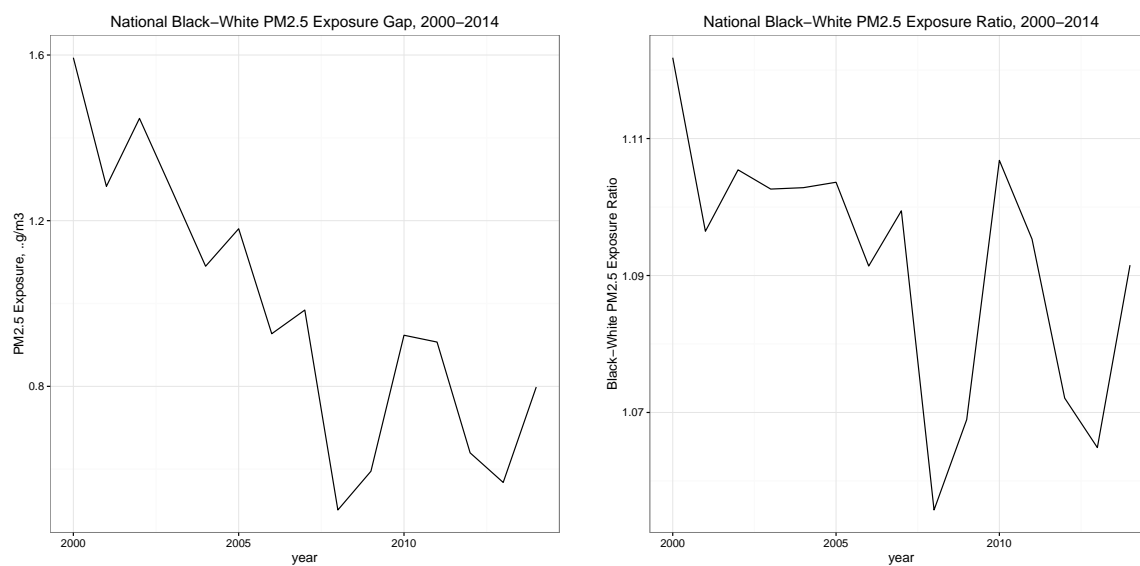 National Black−White PM2.5 Exposure Gap, 2000−2014
PM2.5 Exposure, ..g/m3
1.6
1.2
0.8
2000
2005
2010
year
National Black−White PM2.5 Exposure Ratio, 2000−2014
Black−White PM2.5 Exposure Ratio
1.11
1.09
1.07
2000
2005
2010
year